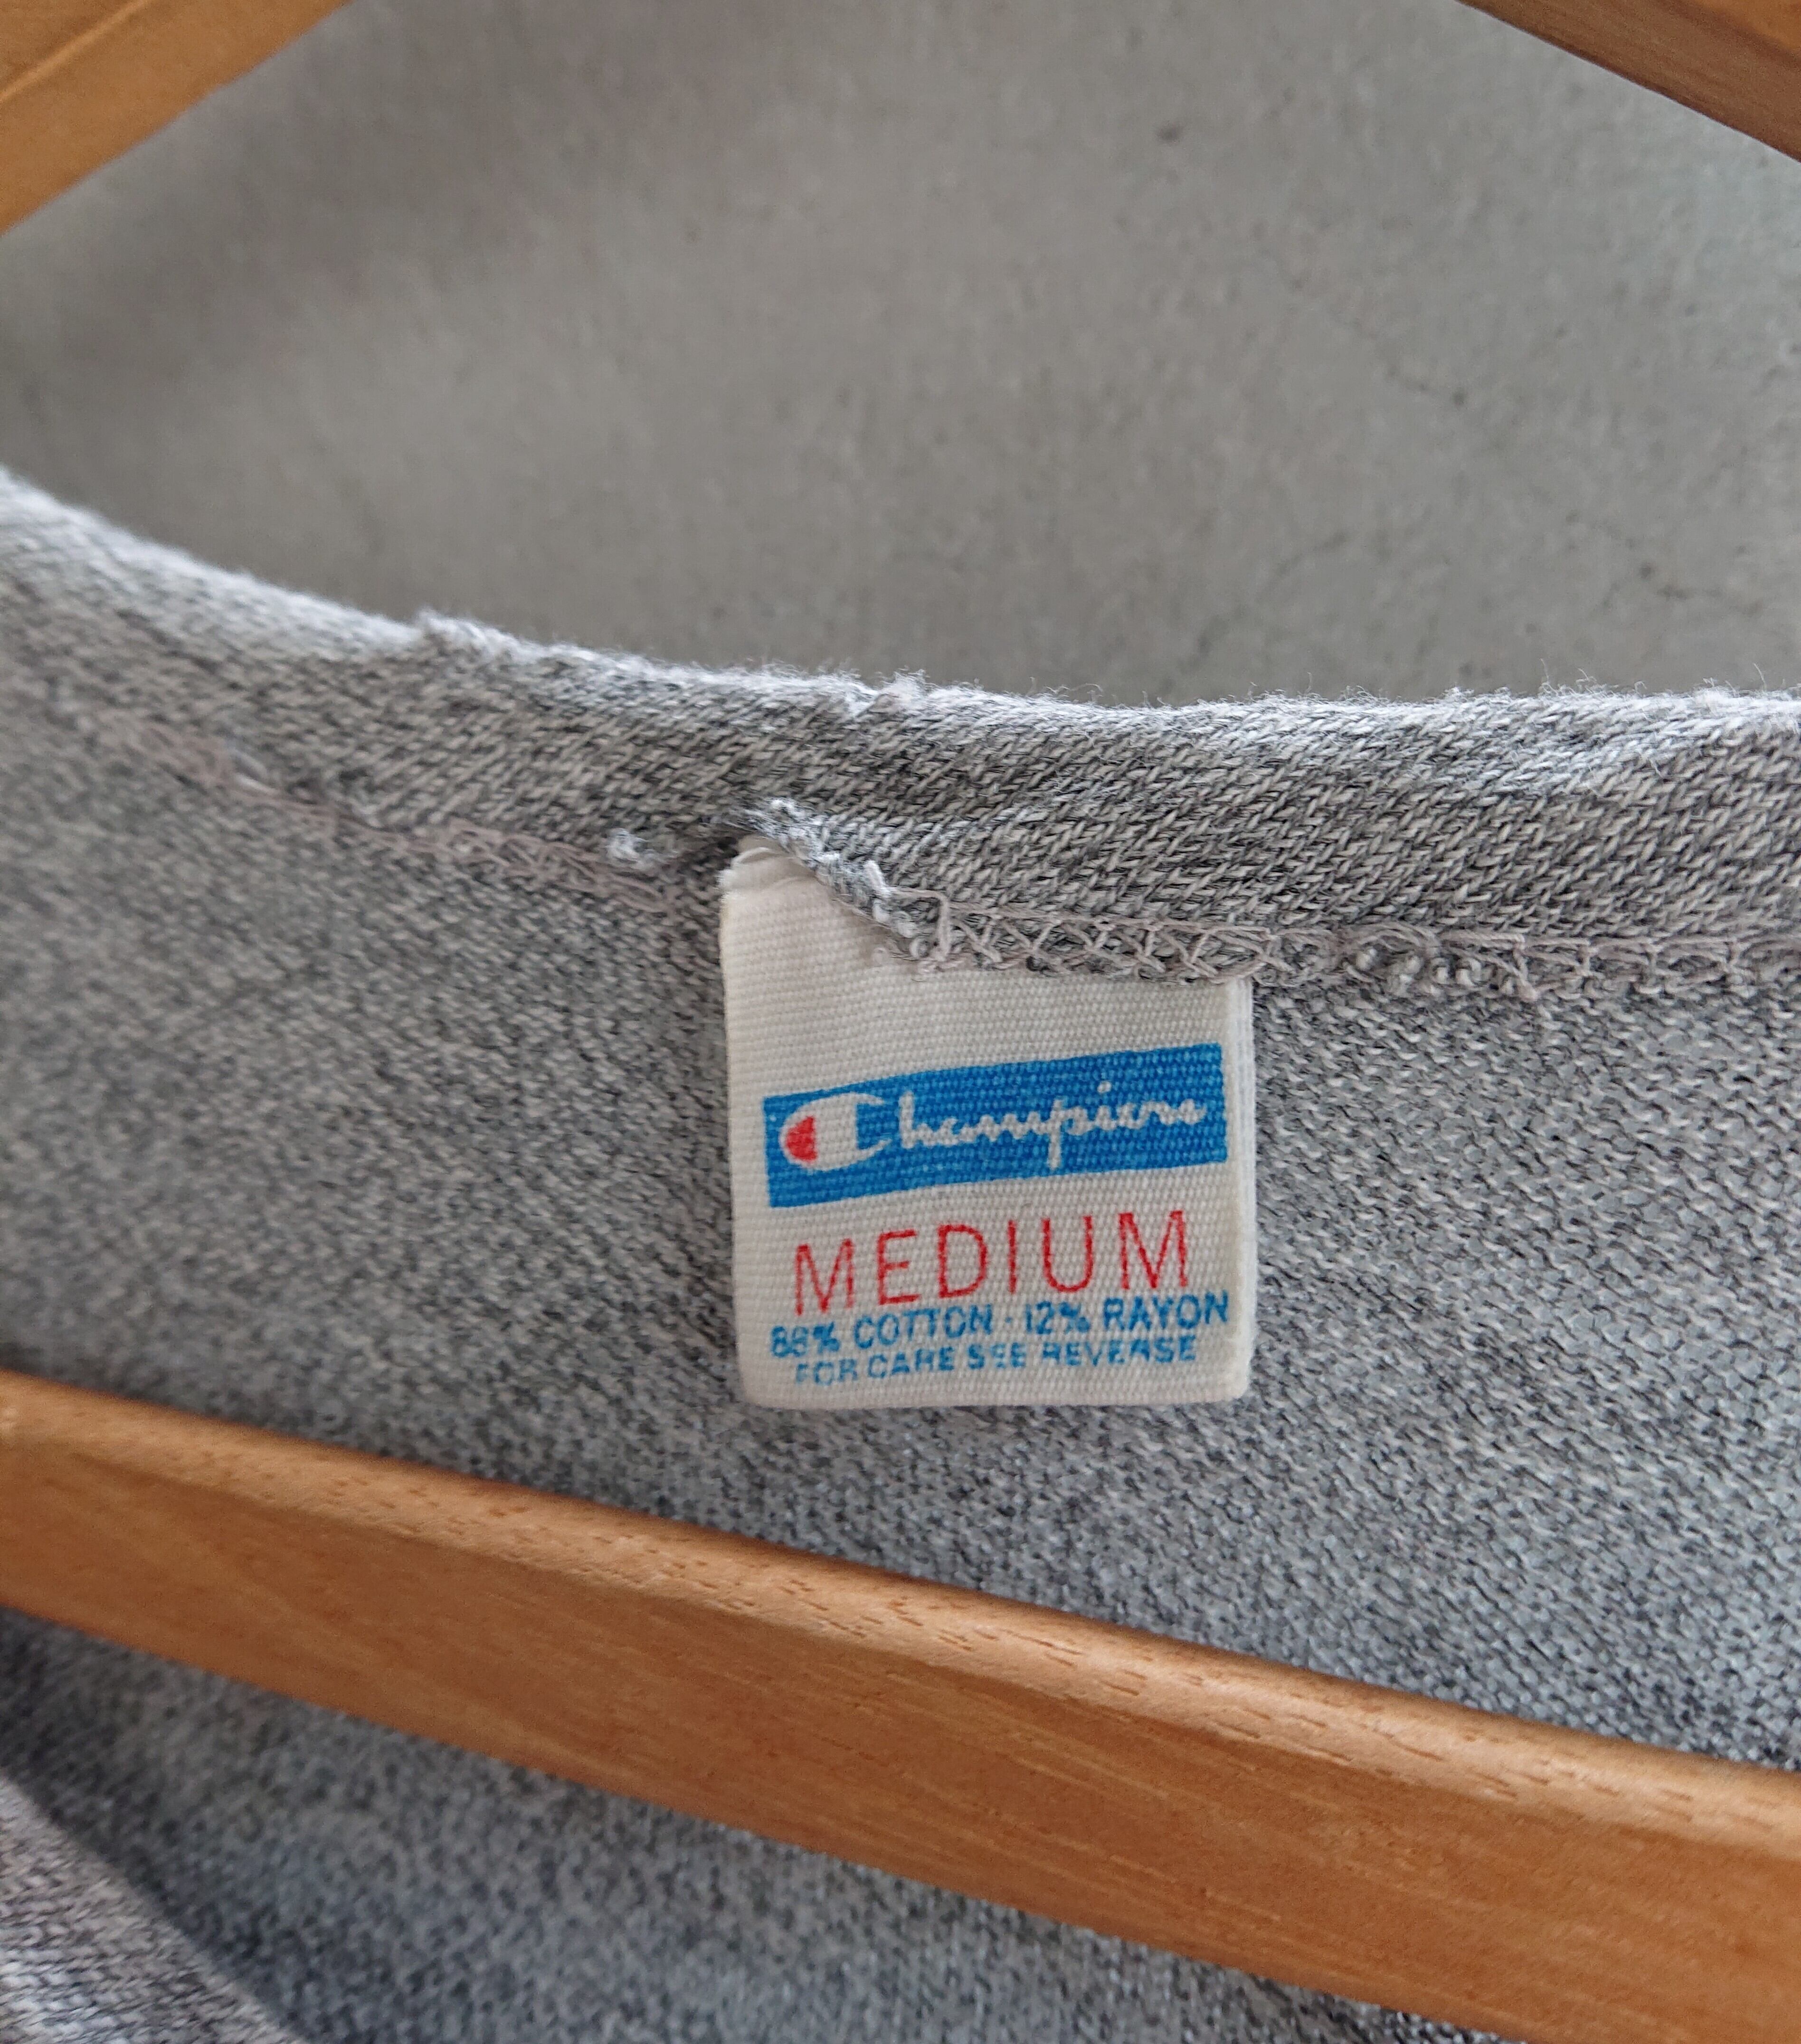 Champion
MEDIUM
88% COTTON · 12% RAYON
FOR CARE SEE REVERSE